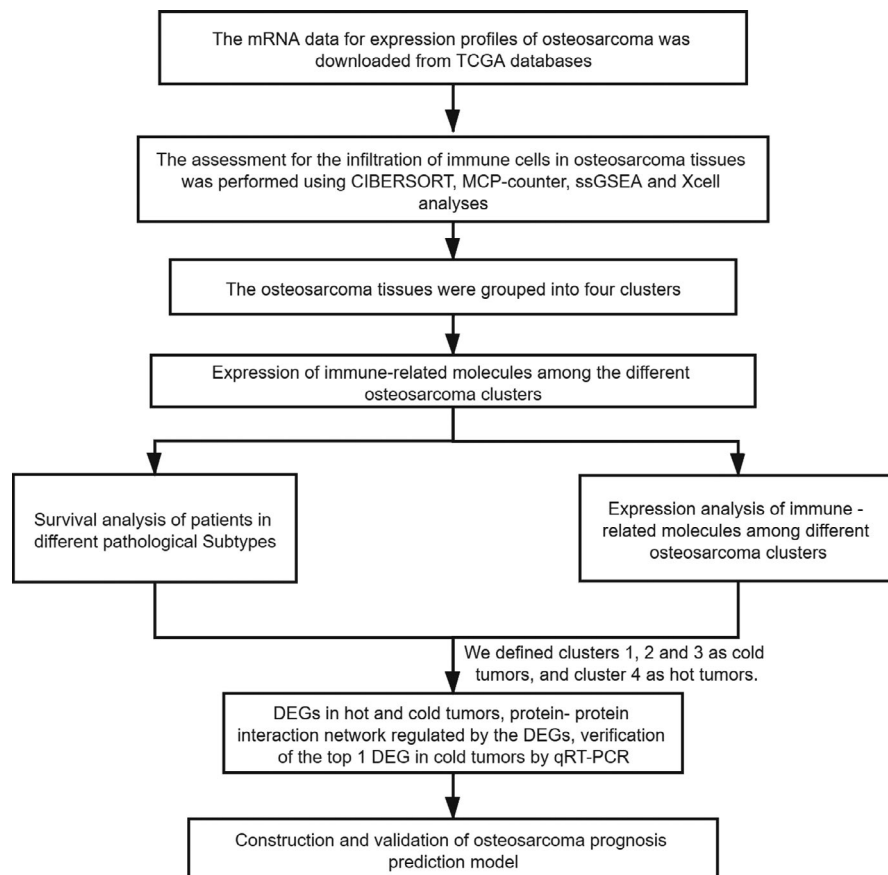 The mRNA data for expression profiles of osteosarcoma was
downloaded from TCGA databases
The assessment for the infiltration of immune cells in osteosarcoma tissues
was performed using CIBERSORT, MCP-counter, ssGSEA and Xcell
analyses
The osteosarcoma tissues were grouped into four clusters
Expression of immune-related molecules among the different
osteosarcoma clusters
Survival analysis of patients in
different pathological Subtypes
Expression analysis of immune -
related molecules among different
osteosarcoma clusters
We defined clusters 1, 2 and 3 as cold
tumors, and cluster 4 as hot tumors.
DEGs in hot and cold tumors, protein- protein
interaction network regulated by the DEGs, verification
of the top 1 DEG in cold tumors by qRT-PCR
Construction and validation of osteosarcoma prognosis
prediction model